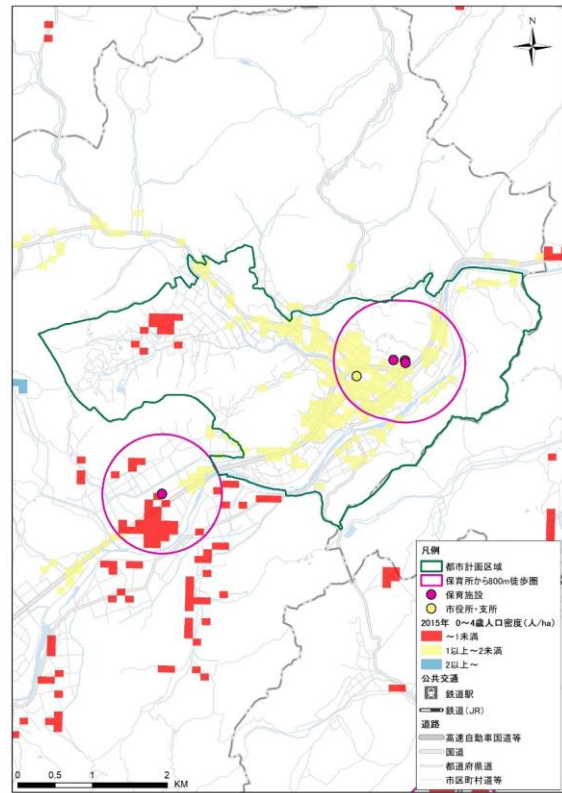 N
凡例
都市計画区域
保育所から800m徒歩圏
保育施設
市役所・支所
2015年 0～4歳人口密度(人/ha)
～1未満
1以上～2未満
2以上～
公共交通
鉄道駅
鉄道(JR)
道路
高速自動車国道等
国道
都道府県道
市区町村道等
0 0.5 1 2
KM